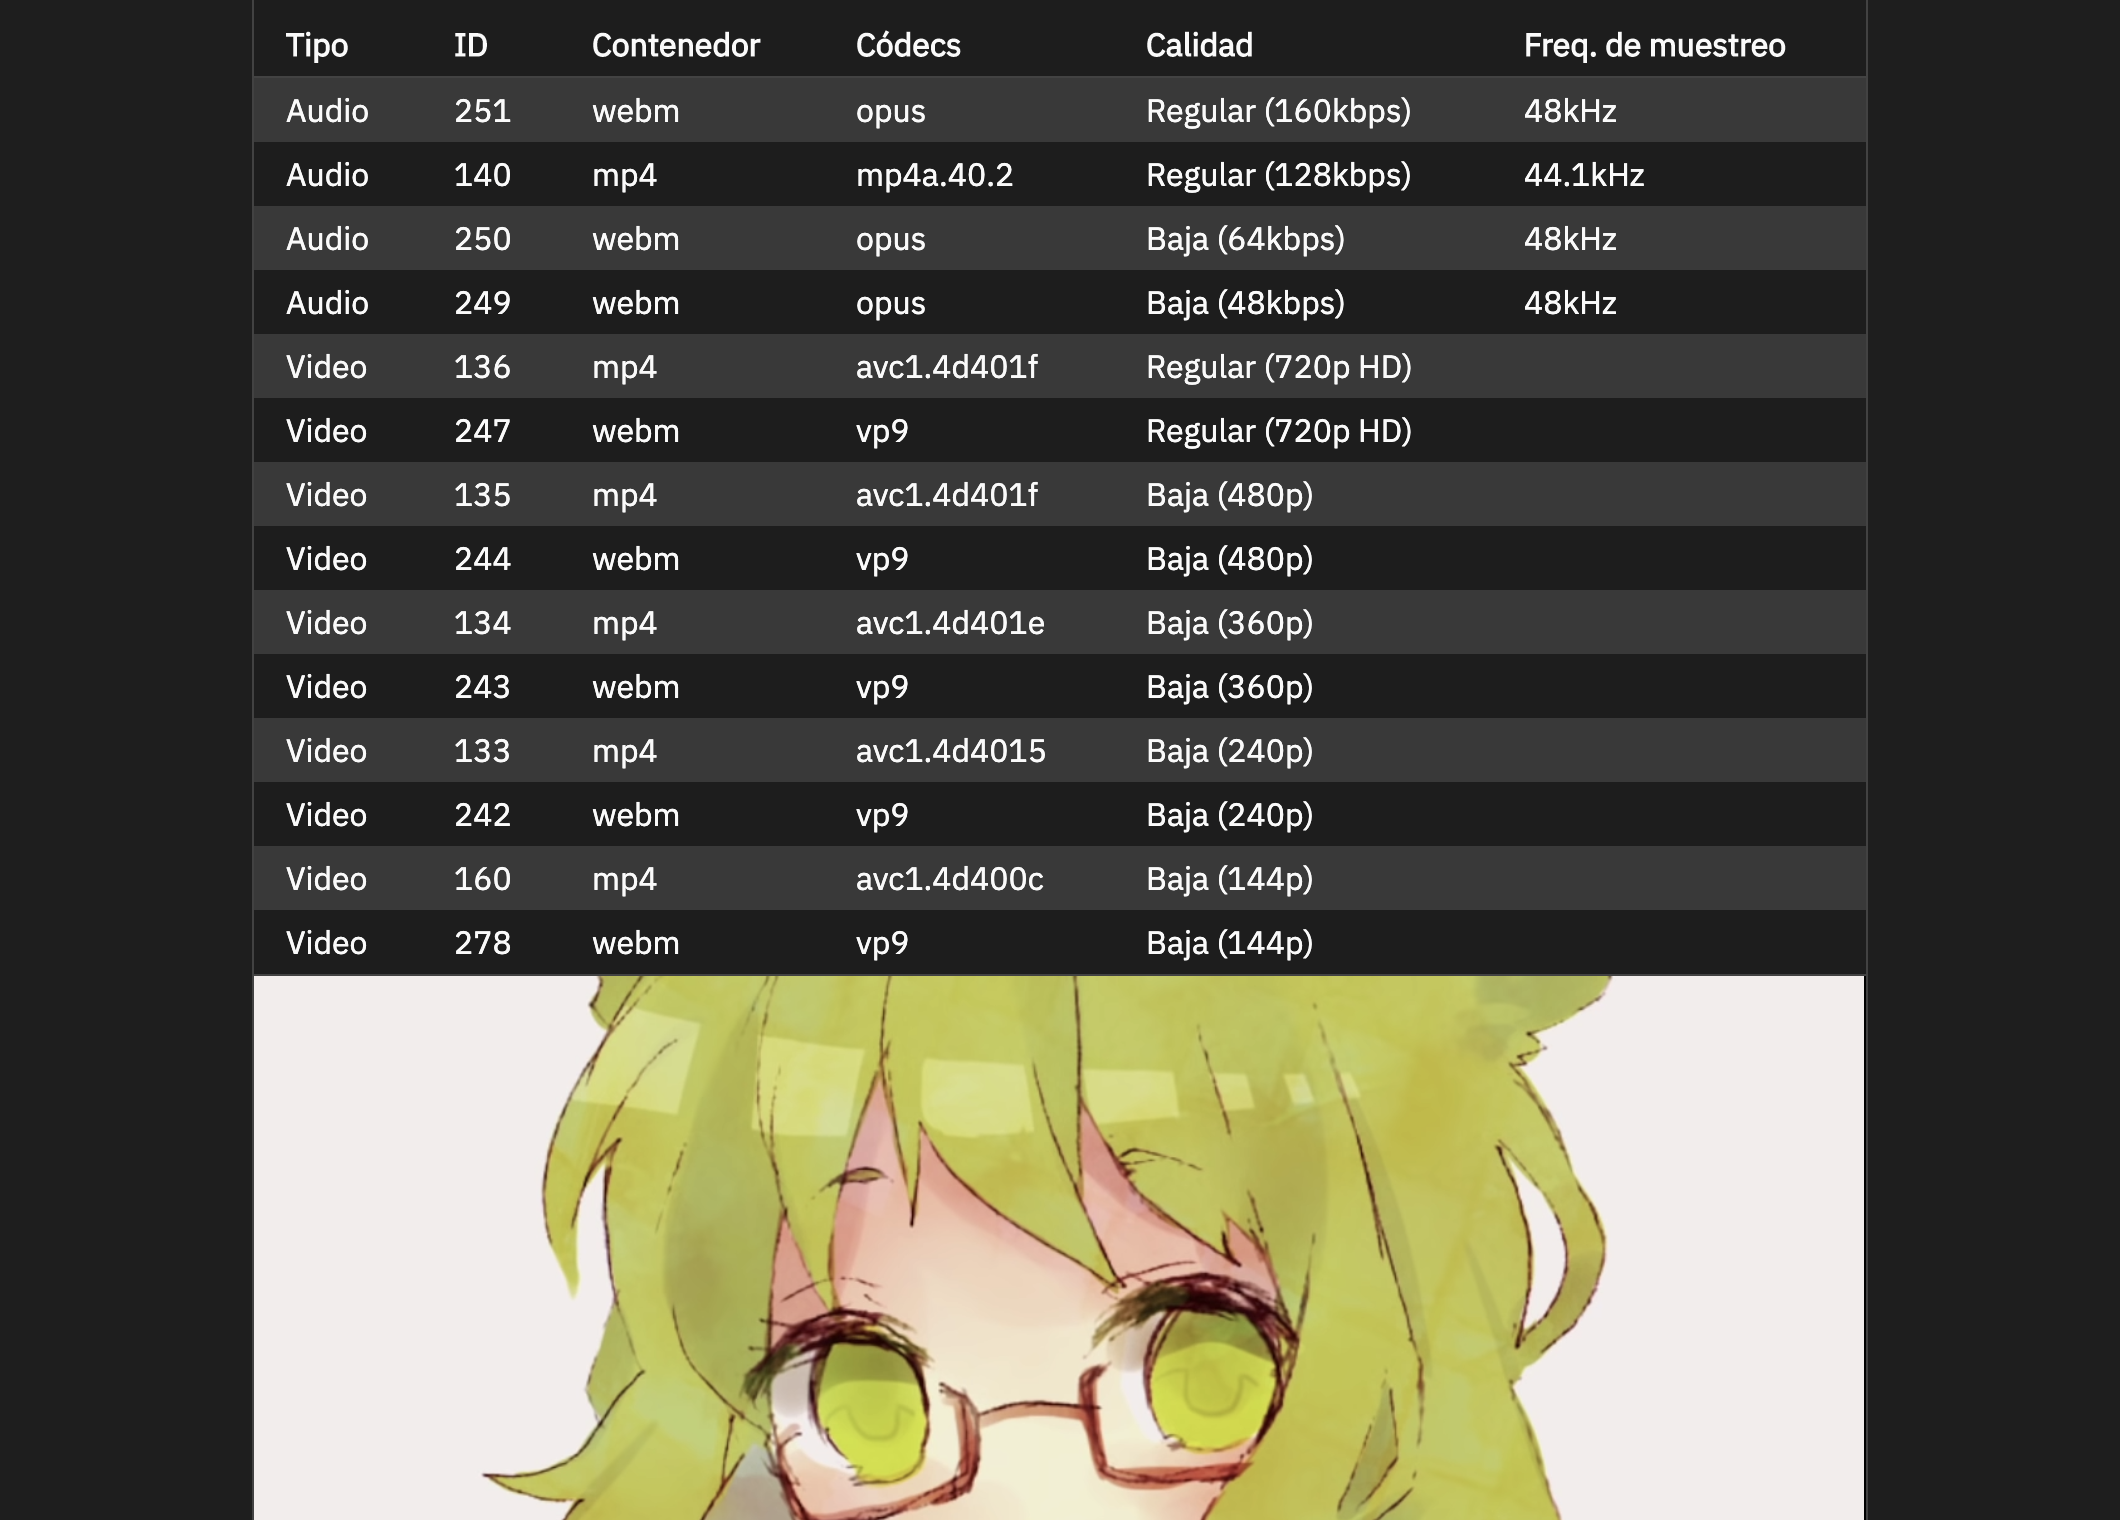 Tipo ID Contenedor Códecs Calidad Freq. de muestreo
Audio 251 webm opus Regular (160kbps) 48kHz
Audio 140 mp4 mp4a.40.2 Regular (128kbps) 44.1kHz
Audio 250 webm opus Baja (64kbps) 48kHz
Audio 249 webm opus Baja (48kbps) 48kHz
Video 136 mp4 avc1.4d401f Regular (720p HD)
Video 247 webm vp9 Regular (720p HD)
Video 135 mp4 avc1.4d401f Baja (480p)
Video 244 webm vp9 Baja (480p)
Video 134 mp4 avc1.4d401e Baja (360p)
Video 243 webm vp9 Baja (360p)
Video 133 mp4 avc1.4d4015 Baja (240p)
Video 242 webm vp9 Baja (240p)
Video 160 mp4 avc1.4d400c Baja (144p)
Video 278 webm vp9 Baja (144p)